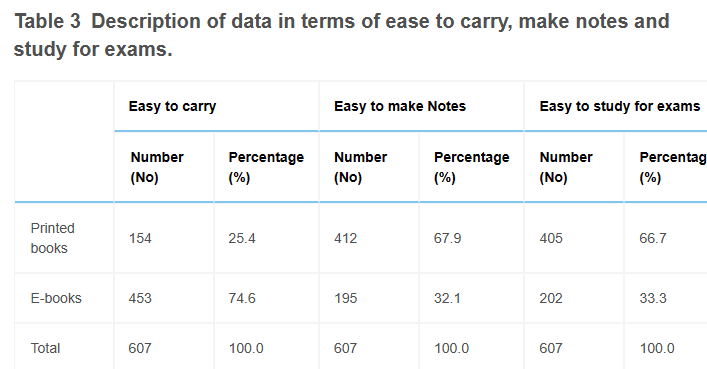 Table 3 Description of data in terms of ease to carry, make notes and
study for exams.
Easy to carry Easy to make Notes Easy to study for exams
Number Percentage Number Percentage Number Percentag
(No) (%) (No) (%) (No) (%)
Printed
books 154 25.4 412 67.9 405 66.7
E-books 453 74.6 195 32.1 202 33.3
Total 607 100.0 607 100.0 607 100.0